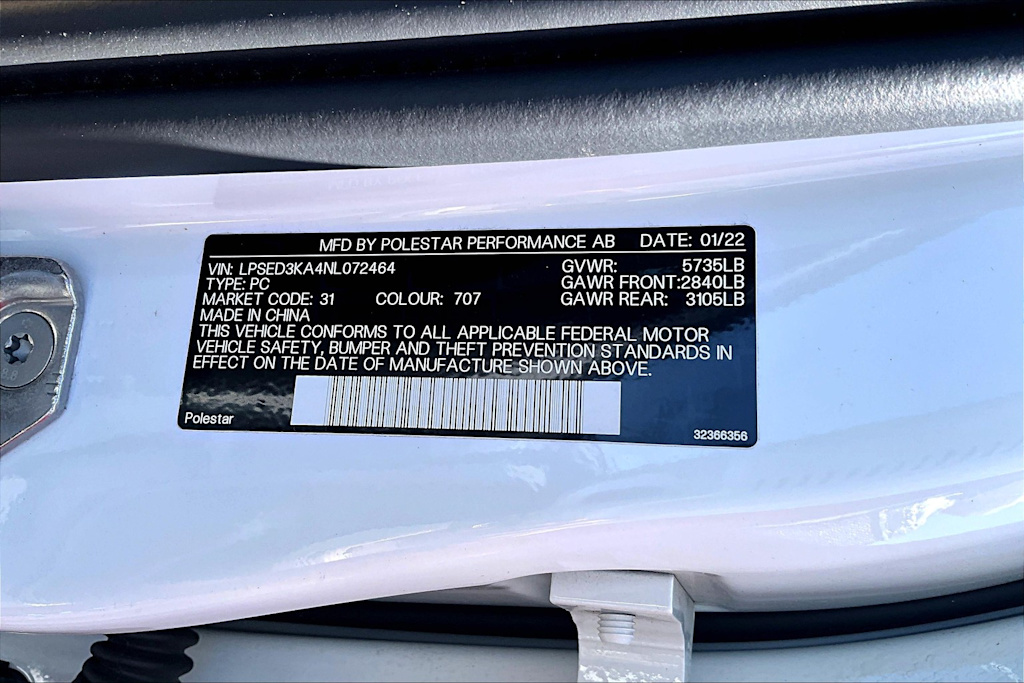 MFD BY POLESTAR PERFORMANCE AB DATE: 01/22
VIN: LPSED3KA4NL072464 GVWR: 5735LB
TYPE: PC GAWR FRONT:2840LB
MARKET CODE: 31 COLOUR: 707 GAWR REAR: 3105LB
MADE IN CHINA
THIS VEHICLE CONFORMS TO ALL APPLICABLE FEDERAL MOTOR
VEHICLE SAFETY, BUMPER AND THEFT PREVENTION STANDARDS IN
EFFECT ON THE DATE OF MANUFACTURE SHOWN ABOVE.
Polestar
32366356
8.8